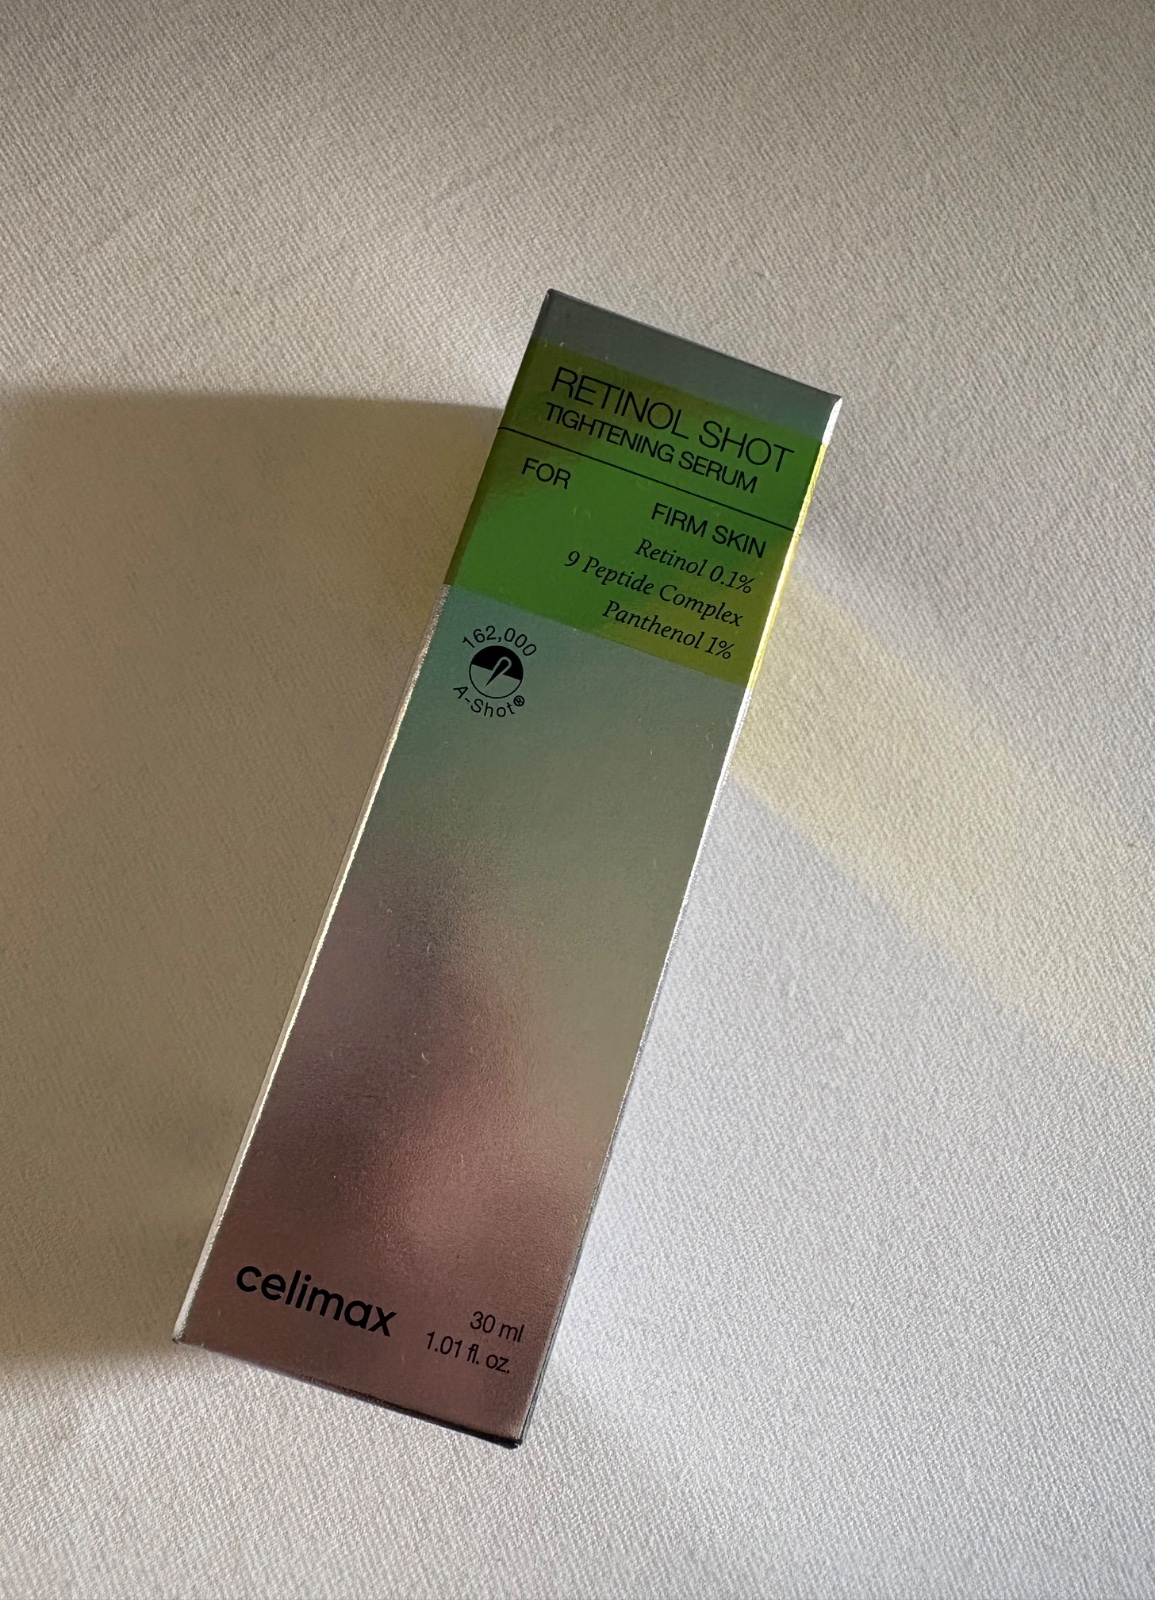 RETINOL SHOT
TIGHTENING SERUM
FOR
FIRM SKIN
Retinol 0.1%
9 Peptide Complex
Panthenol 1%
162,000
A-Shot®
celimax
30 ml
1.01 fl. oz.